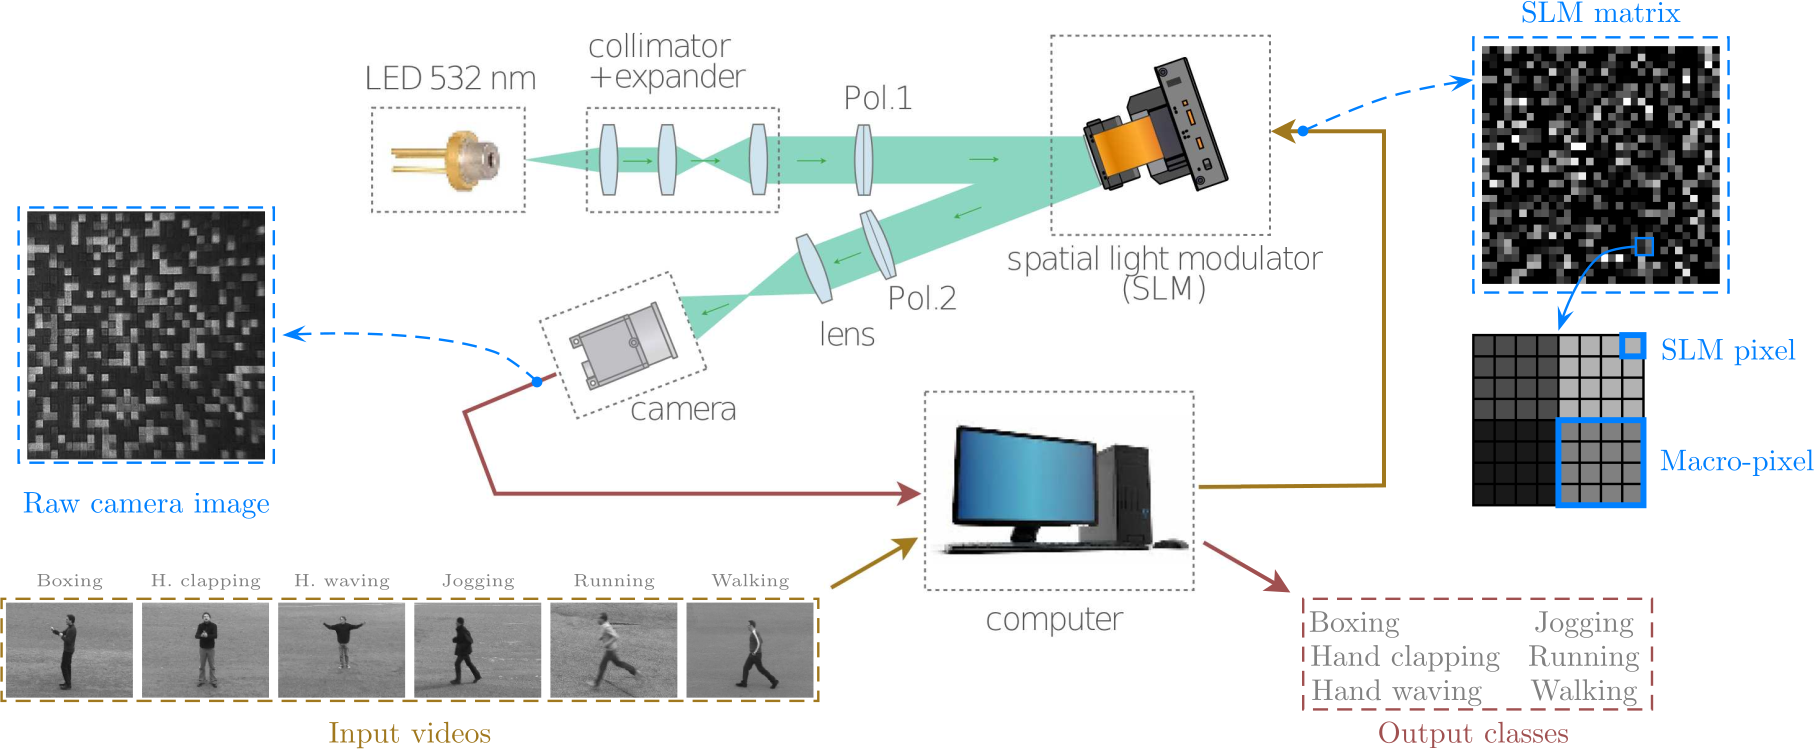 SLM matrix
collimator
+expander
LED 532 nm
Pol.1
spatial light modulator
(SLM)
Pol.2
lens
SLM pixel
camera
Macro-pixel
Raw camera image
Boxing
H. clapping
H. waving
Jogging
Running
Walking
computer
Boxing
Jogging
Hand clapping
Running
Hand waving
Walking
Input videos
Output classes